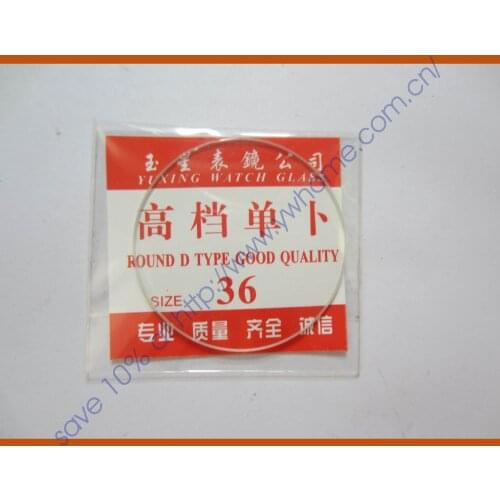 玉星表鏡公司
YUXING WATCH GLASS
高档单卜
ROUND D TYPE GOOD QUALITY
SIZE 36
专业 质量 齐全 诚信
save 10% at http://www.ywhome.com.cn/